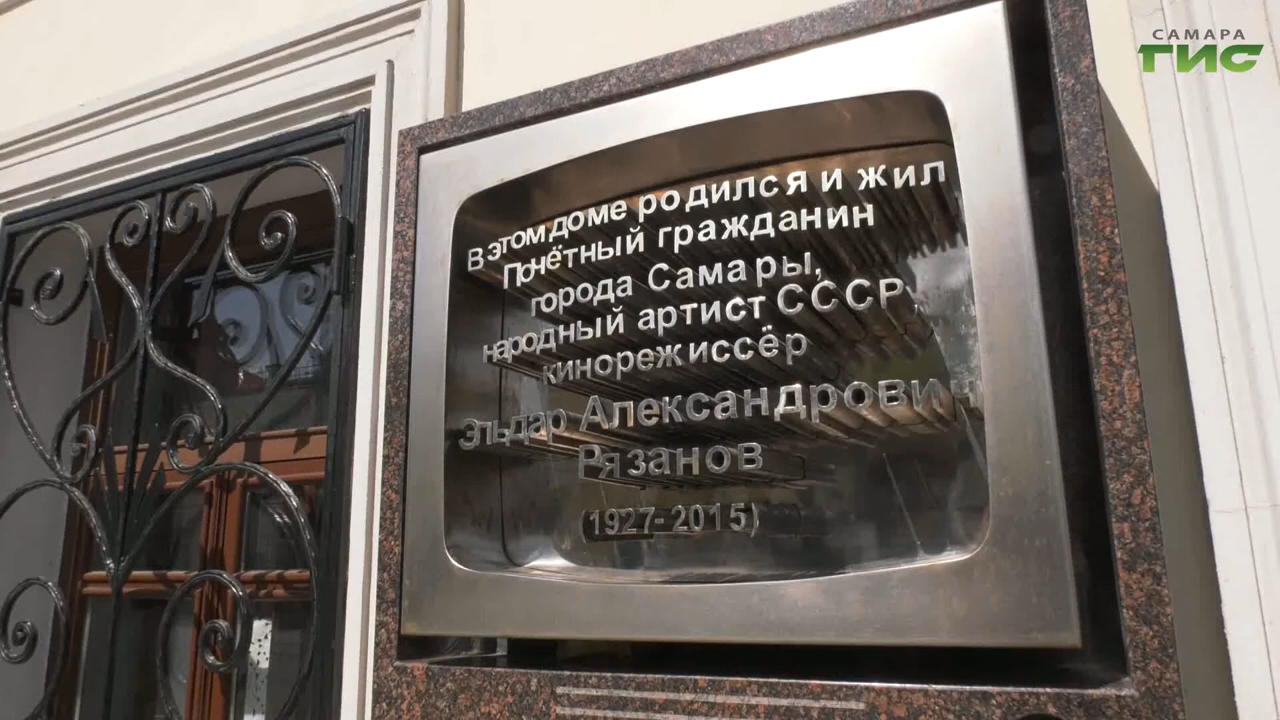 САМАРА
ГИС
В этом доме родился и жил
Почётный гражданин
города Самары,
народный артист СССР,
кинорежиссёр
Эльдар Александрович
Рязанов
(1927-2015)